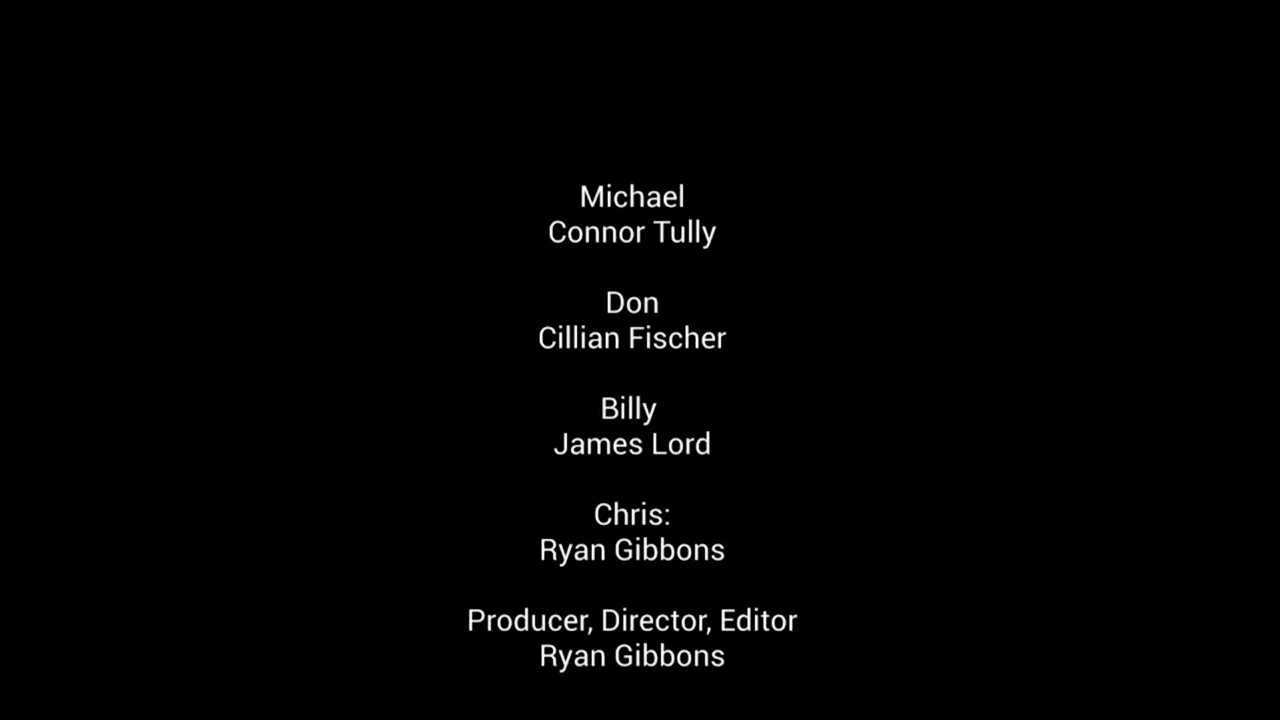 Michael
Connor Tully
Don
Cillian Fischer
Billy
James Lord
Chris:
Ryan Gibbons
Producer, Director, Editor
Ryan Gibbons